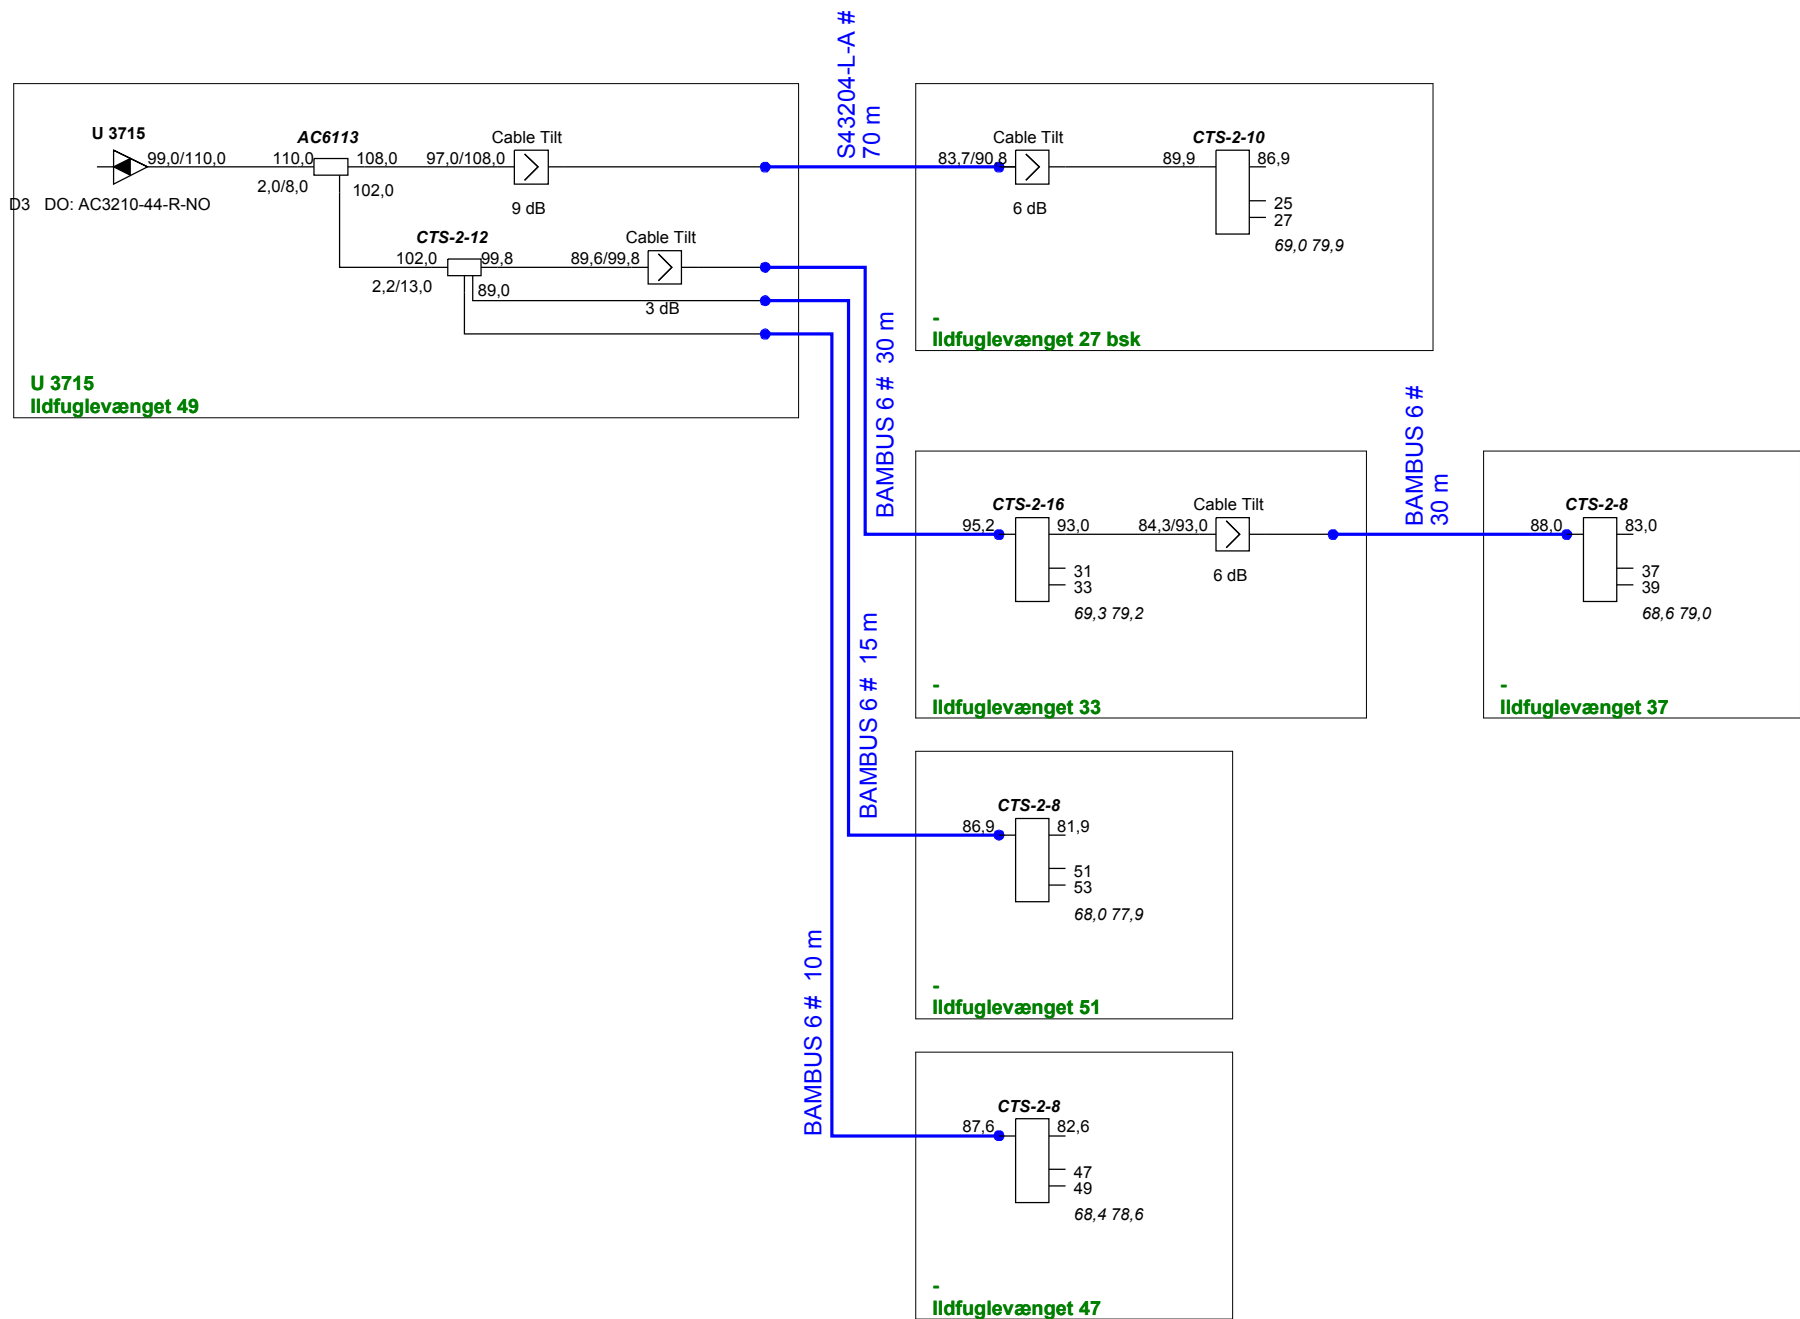 S43204-L-A #
70 m
U 3715
99,0/110,0
D3 DO: AC3210-44-R-NO
AC6113
110,0
108,0
2,0/8,0
102,0
97,0/108,0
Cable Tilt
9 dB
CTS-2-12
102,0
99,8
2,2/13,0
89,0
89,6/99,8
Cable Tilt
3 dB
U 3715
Ildfuglevænget 49
83,7/90,8
Cable Tilt
6 dB
CTS-2-10
89,9
86,9
25
27
69,0 79,9
-
Ildfuglevænget 27 bsk
BAMBUS 6 # 30 m
CTS-2-16
95,2
93,0
31
33
69,3 79,2
84,3/93,0
Cable Tilt
6 dB
-
Ildfuglevænget 33
BAMBUS 6 #
30 m
CTS-2-8
88,0
83,0
37
39
68,6 79,0
-
Ildfuglevænget 37
BAMBUS 6 # 15 m
CTS-2-8
86,9
81,9
51
53
68,0 77,9
-
Ildfuglevænget 51
BAMBUS 6 # 10 m
CTS-2-8
87,6
82,6
47
49
68,4 78,6
-
Ildfuglevænget 47